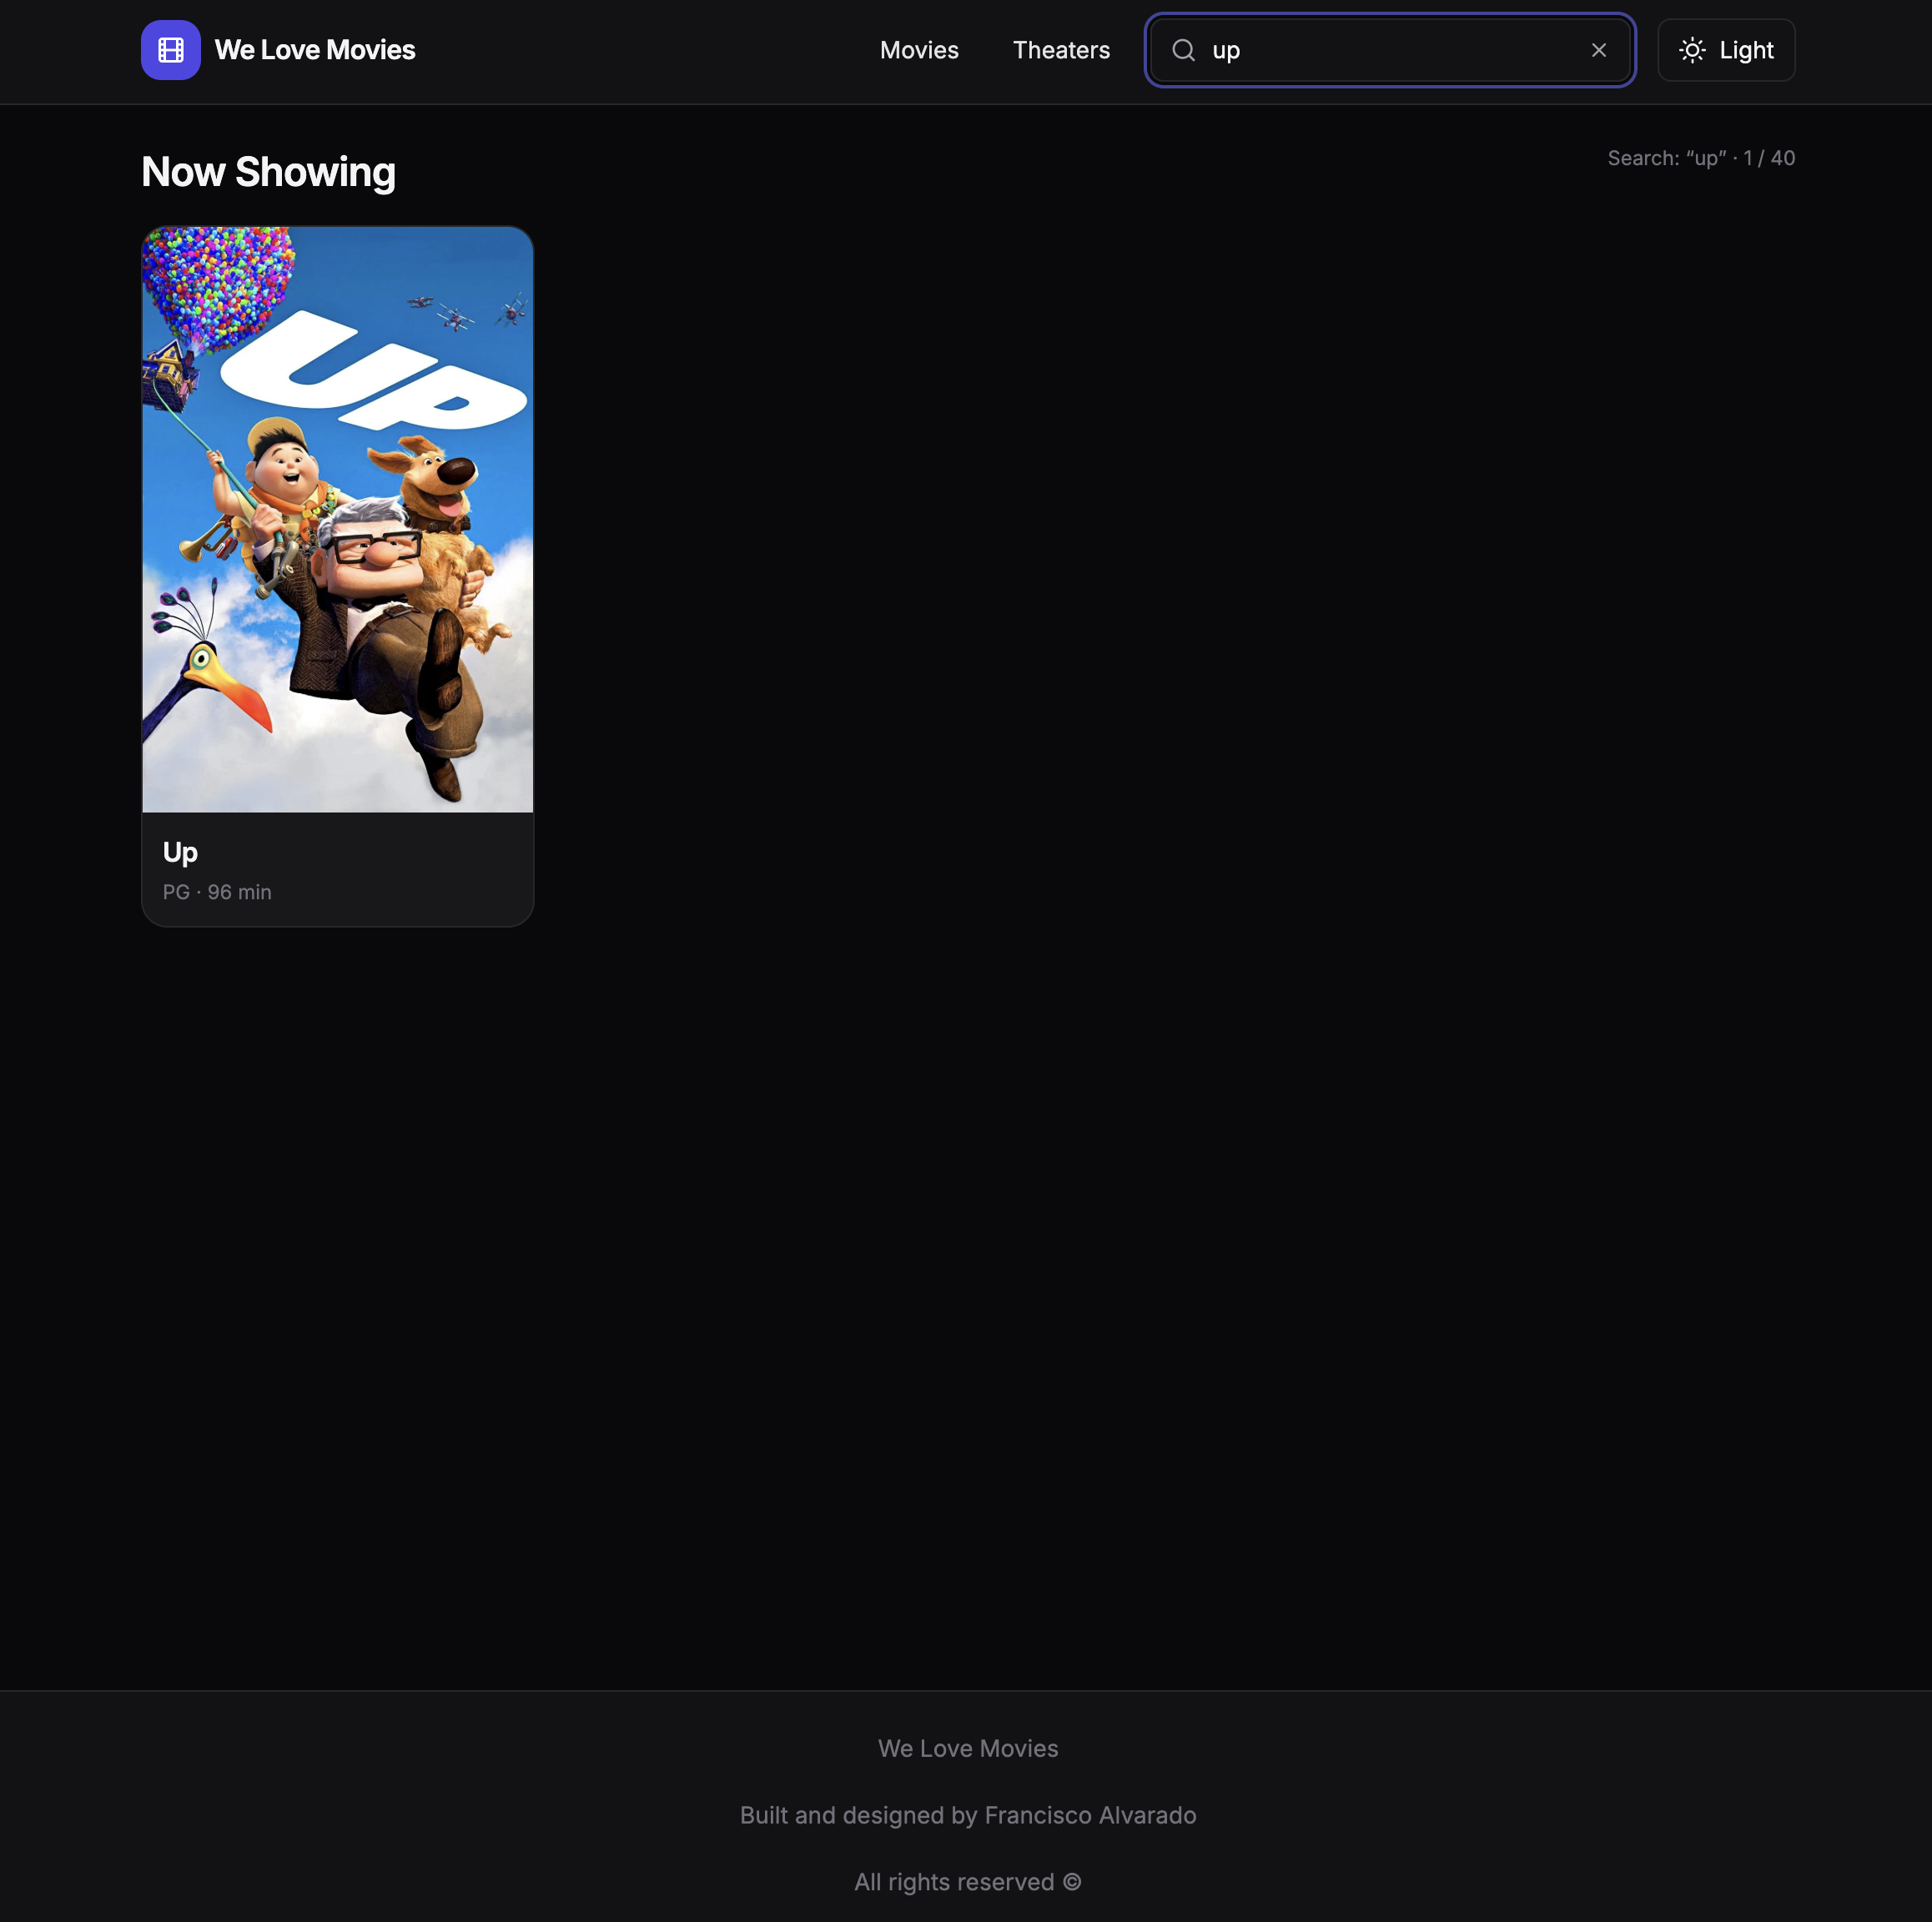 We Love Movies
Movies
Theaters
up
Light
Now Showing
Search: “up” · 1 / 40
UP
Up
PG · 96 min
We Love Movies
Built and designed by Francisco Alvarado
All rights reserved ©